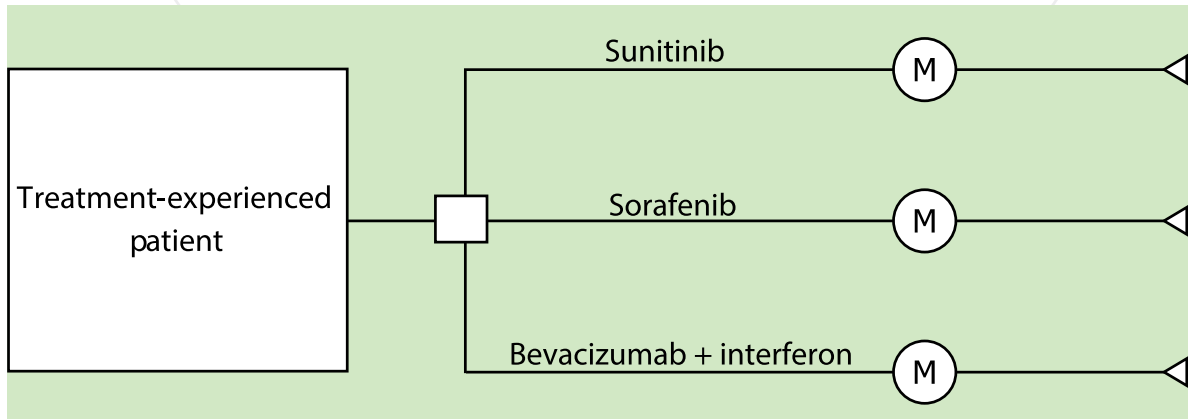 Treatment-experienced
patient
Sunitinib
M
Sorafenib
M
Bevacizumab + interferon
M